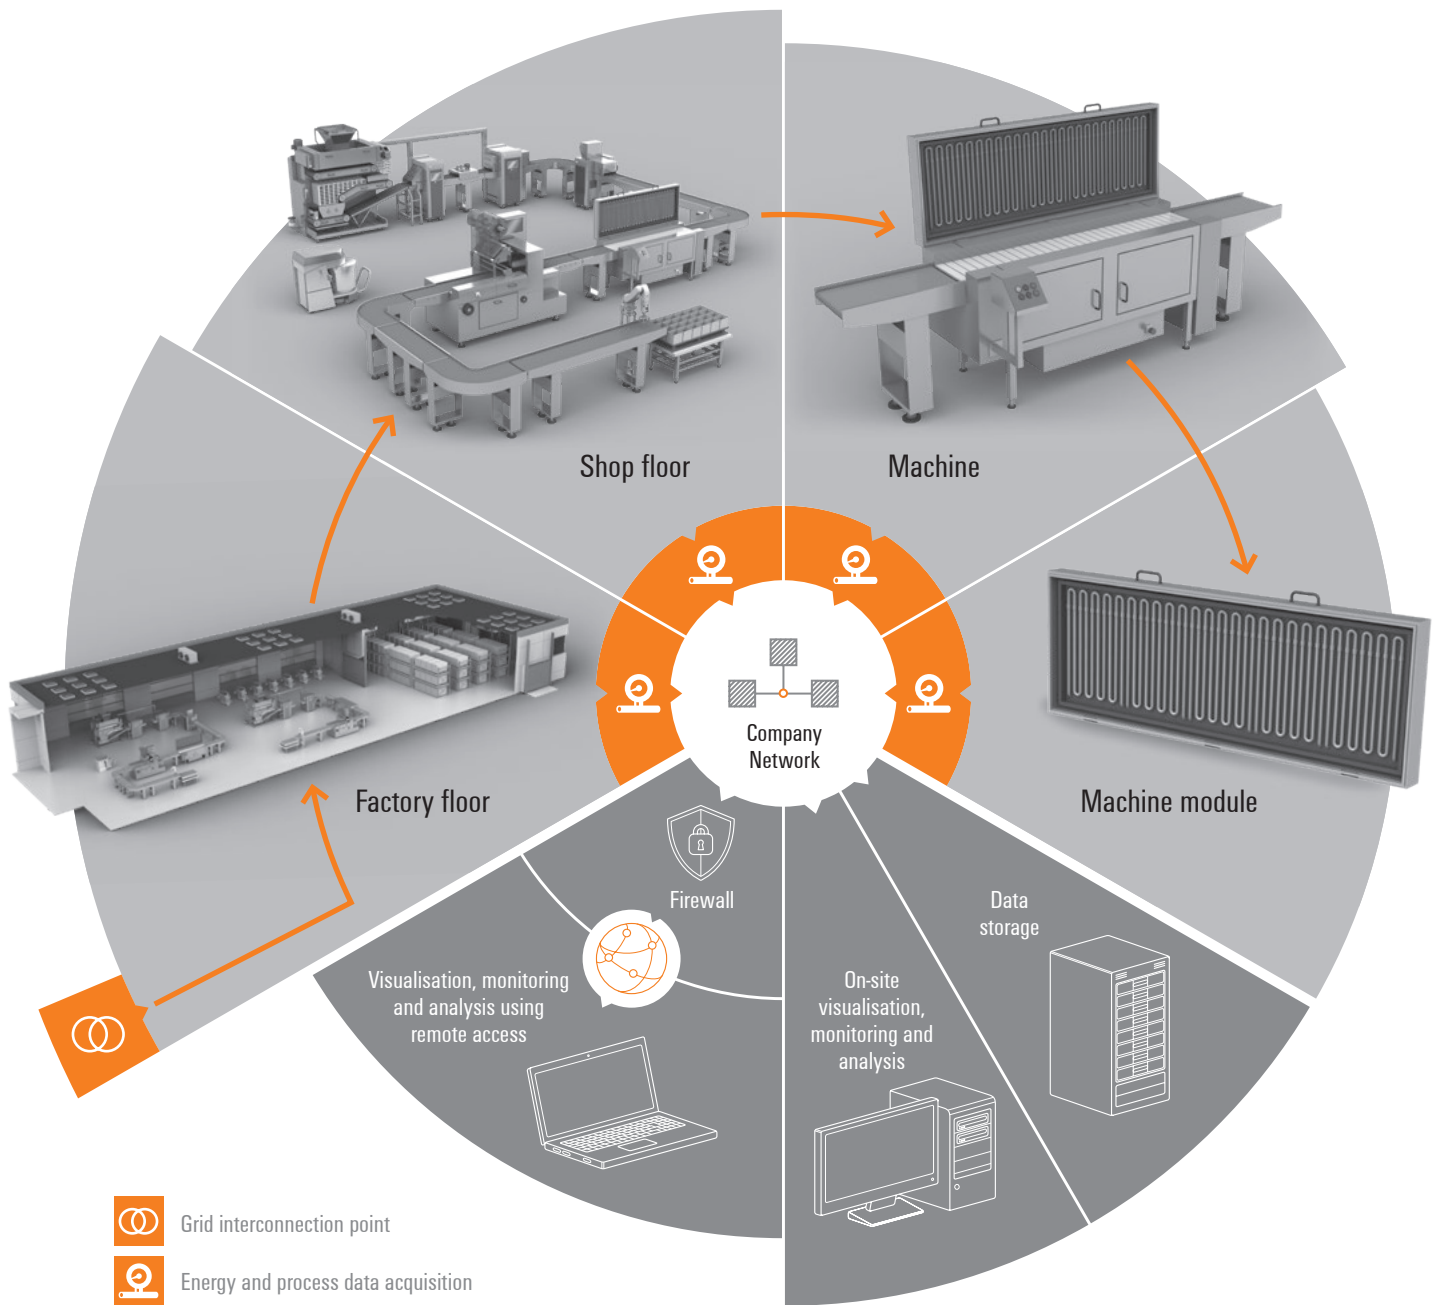 Shop floor
Machine
Company
Network
Factory floor
Machine module
Firewall
Data
storage
Visualisation, monitoring
and analysis using
remote access
On-site
visualisation,
monitoring and
analysis
Grid interconnection point
Energy and process data acquisition